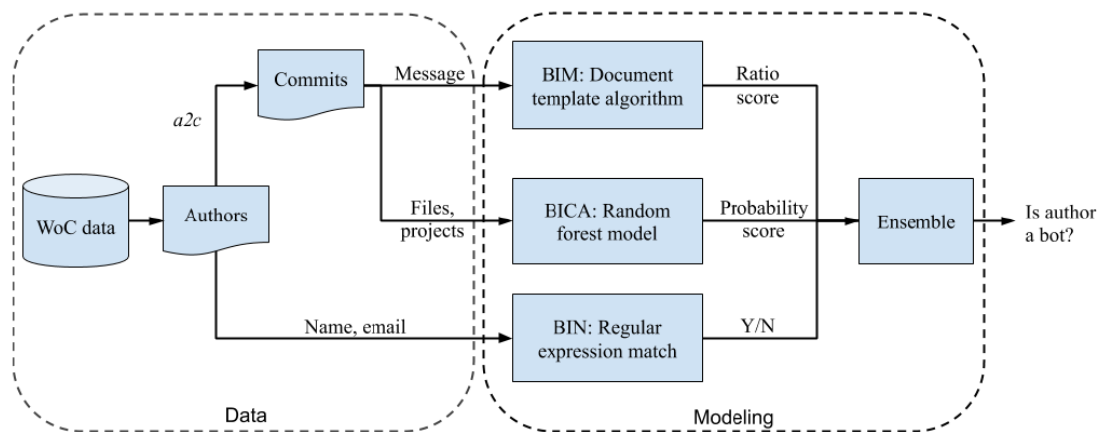 Commits
Message
BIM: Document
template algorithm
Ratio
score
a2c
WoC data
Authors
Files,
projects
BICA: Random
forest model
Probability
score
Ensemble
Is author
a bot?
Name, email
BIN: Regular
expression match
Y/N
Data
Modeling